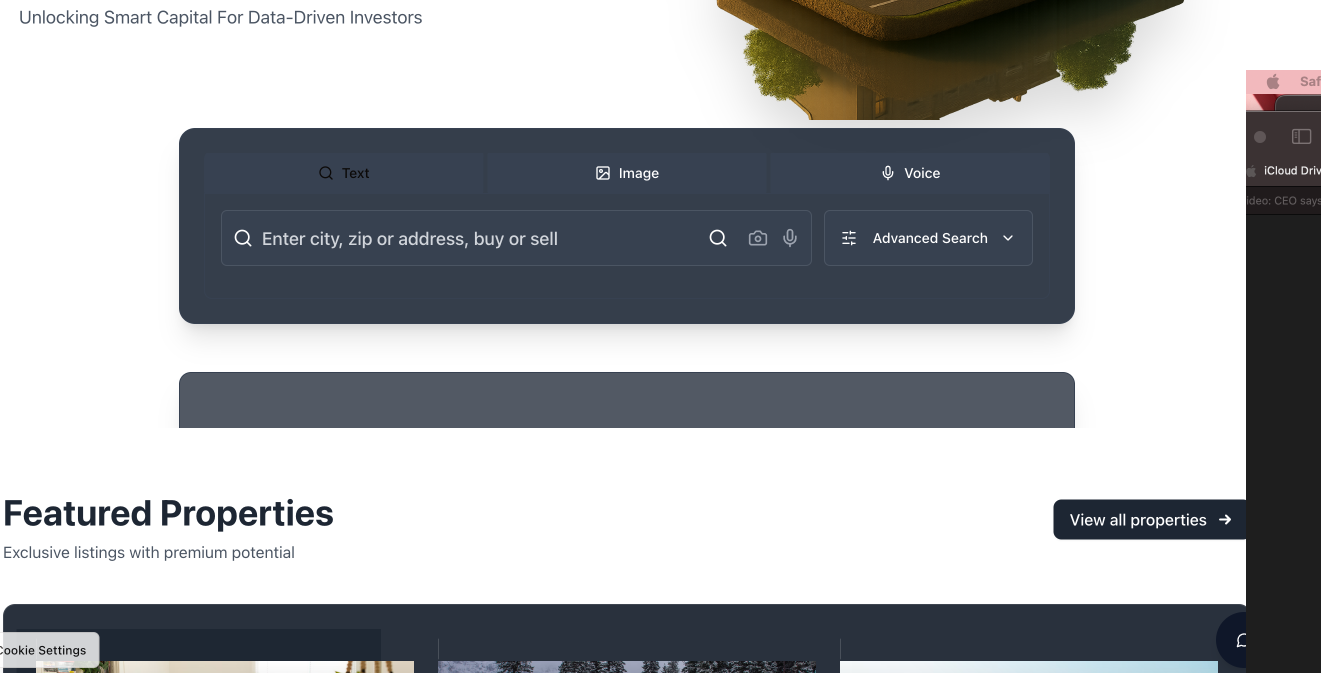 Unlocking Smart Capital For Data-Driven Investors
Saf
Text
Image
Voice
iCloud Driv
ideo: CEO says
Enter city, zip or address, buy or sell
Advanced Search
Featured Properties
View all properties
Exclusive listings with premium potential
Cookie Settings